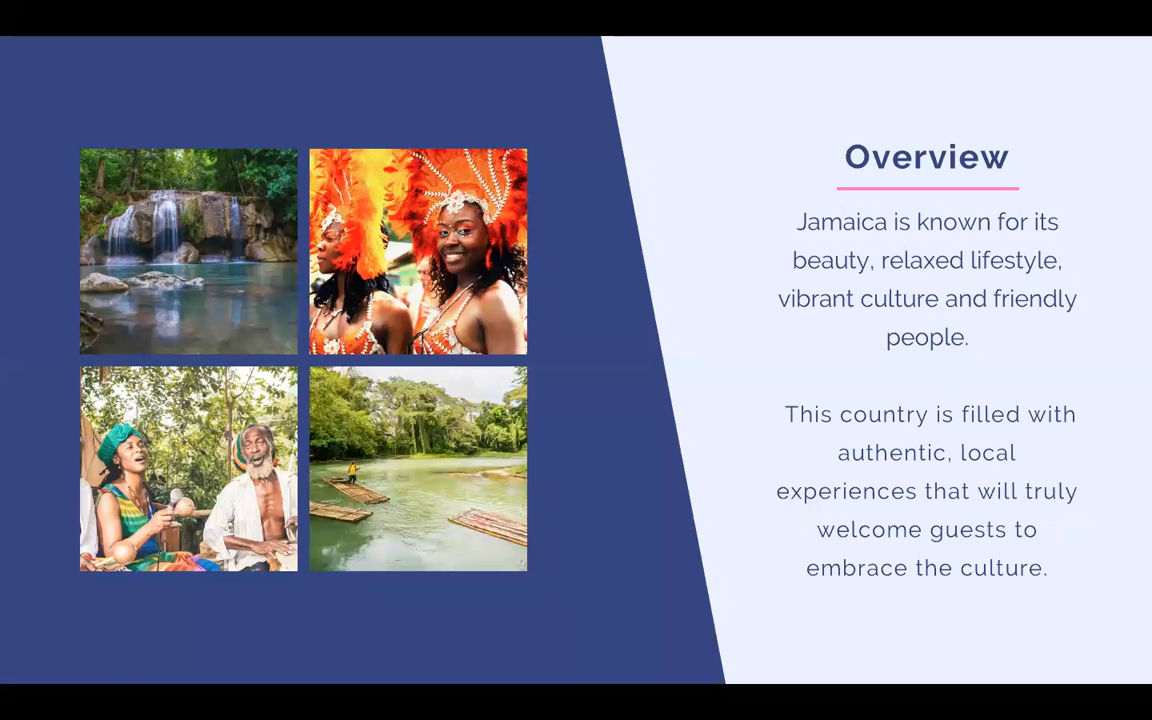 Overview
Jamaica is known for its
beauty, relaxed lifestyle,
vibrant culture and friendly
people.
This country is filled with
authentic, local
experiences that will truly
welcome guests to
embrace the culture.